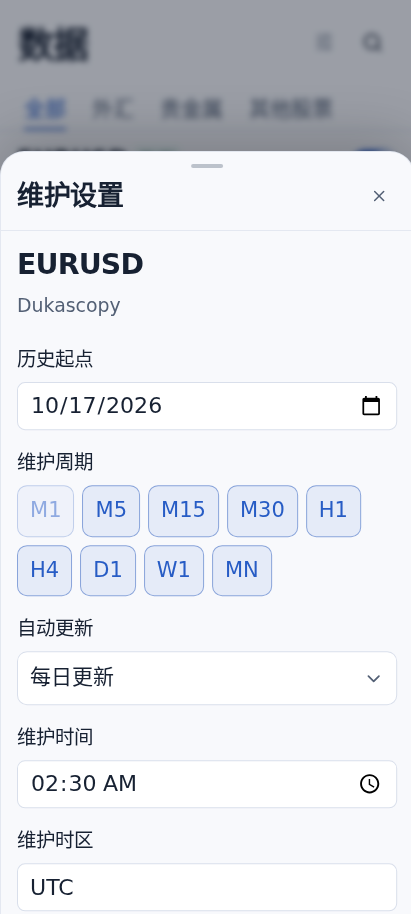 数据
全部 外汇 贵金属 其他股票
维护设置
×
EURUSD
Dukascopy
历史起点
10/17/2026
维护周期
M1 M5 M15 M30 H1
H4 D1 W1 MN
自动更新
每日更新
维护时间
02:30 AM
维护时区
UTC